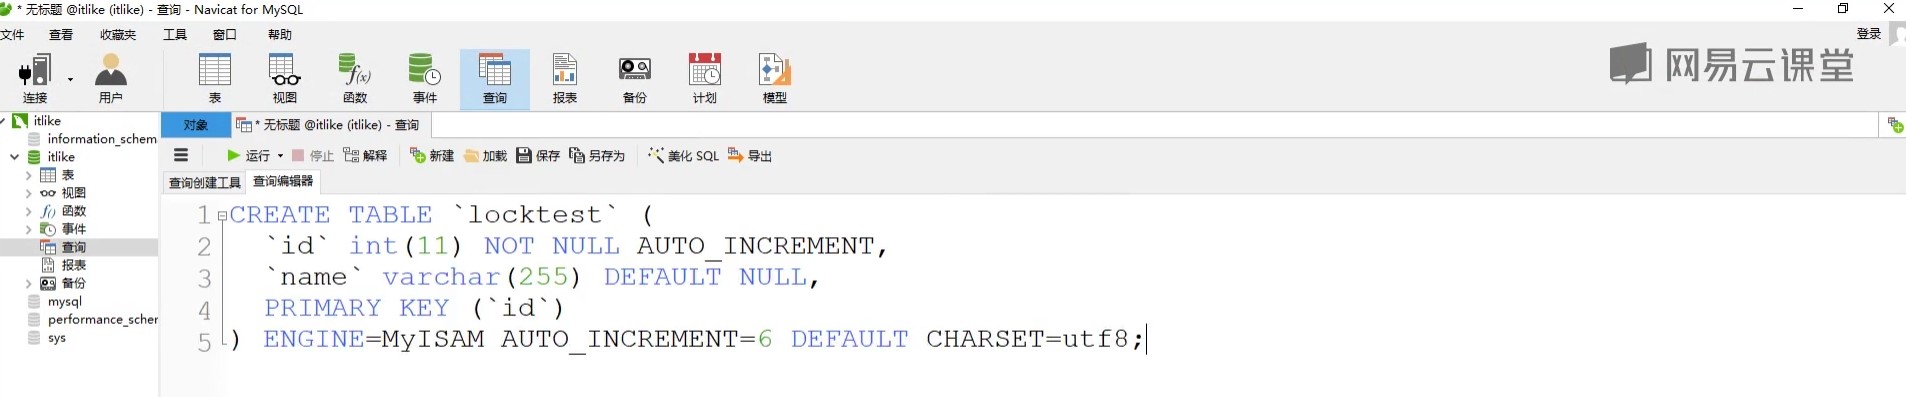 * 无标题 @itlike (itlike) - 查询 - Navicat for MySQL
文件 查看 收藏夹 工具 窗口 帮助 登录
网易云课堂
连接 用户 表 视图 函数 事件 查询 报表 备份 计划 模型
itlike
information_schem
itlike
表
视图
函数
事件
查询
报表
备份
mysql
performance_scher
sys
对象 * 无标题 @itlike (itlike) - 查询
运行 停止 解释 新建 加载 保存 另存为 美化 SQL 导出
查询创建工具 查询编辑器
1 CREATE TABLE `locktest` (
2 `id` int(11) NOT NULL AUTO_INCREMENT,
3 `name` varchar(255) DEFAULT NULL,
4 PRIMARY KEY (`id`)
5 ) ENGINE=MyISAM AUTO_INCREMENT=6 DEFAULT CHARSET=utf8;